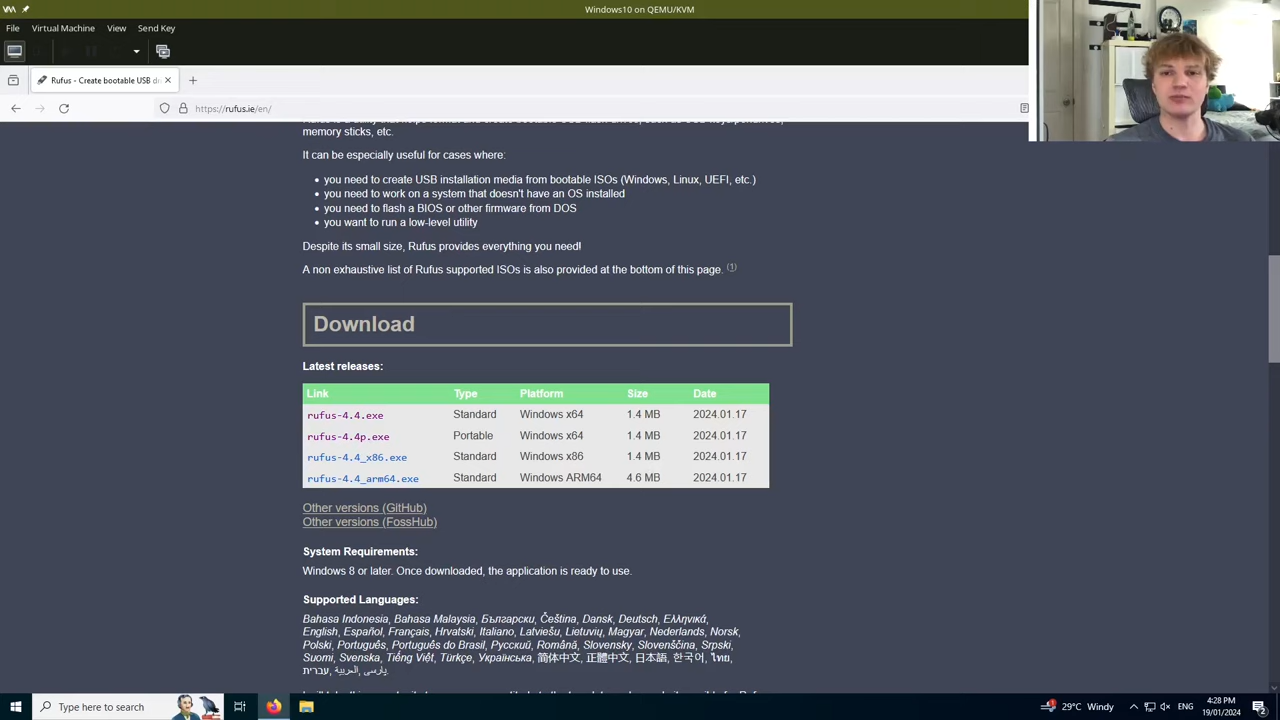 Windows10 on QEMU/KVM
File Virtual Machine View Send Key
Rufus - Create bootable USB d
https://rufus.ie/en/
memory sticks, etc.
It can be especially useful for cases where:
• you need to create USB installation media from bootable ISOs (Windows, Linux, UEFI, etc.)
• you need to work on a system that doesn't have an OS installed
• you need to flash a BIOS or other firmware from DOS
• you want to run a low-level utility
Despite its small size, Rufus provides everything you need!
A non exhaustive list of Rufus supported ISOs is also provided at the bottom of this page. (1)
Download
Latest releases:
Link Type Platform Size Date
rufus-4.4.exe Standard Windows x64 1.4 MB 2024.01.17
rufus-4.4p.exe Portable Windows x64 1.4 MB 2024.01.17
rufus-4.4_x86.exe Standard Windows x86 1.4 MB 2024.01.17
rufus-4.4_arm64.exe Standard Windows ARM64 4.6 MB 2024.01.17
Other versions (GitHub)
Other versions (FossHub)
System Requirements:
Windows 8 or later. Once downloaded, the application is ready to use.
Supported Languages:
Bahasa Indonesia, Bahasa Malaysia, Български, Čeština, Dansk, Deutsch, Ελληνικά,
English, Español, Français, Hrvatski, Italiano, Latviešu, Lietuvių, Magyar, Nederlands, Norsk,
Polski, Português, Português do Brasil, Русский, Română, Slovensky, Slovenščina, Srpski,
Suomi, Svenska, Tiếng Việt, Türkçe, Українська, 简体中文, 正體中文, 日本語, 한국어, ไทย,
עברית, العربية, پارسی.
Type here to search 29°C Windy ENG 4:28 PM
19/01/2024
2